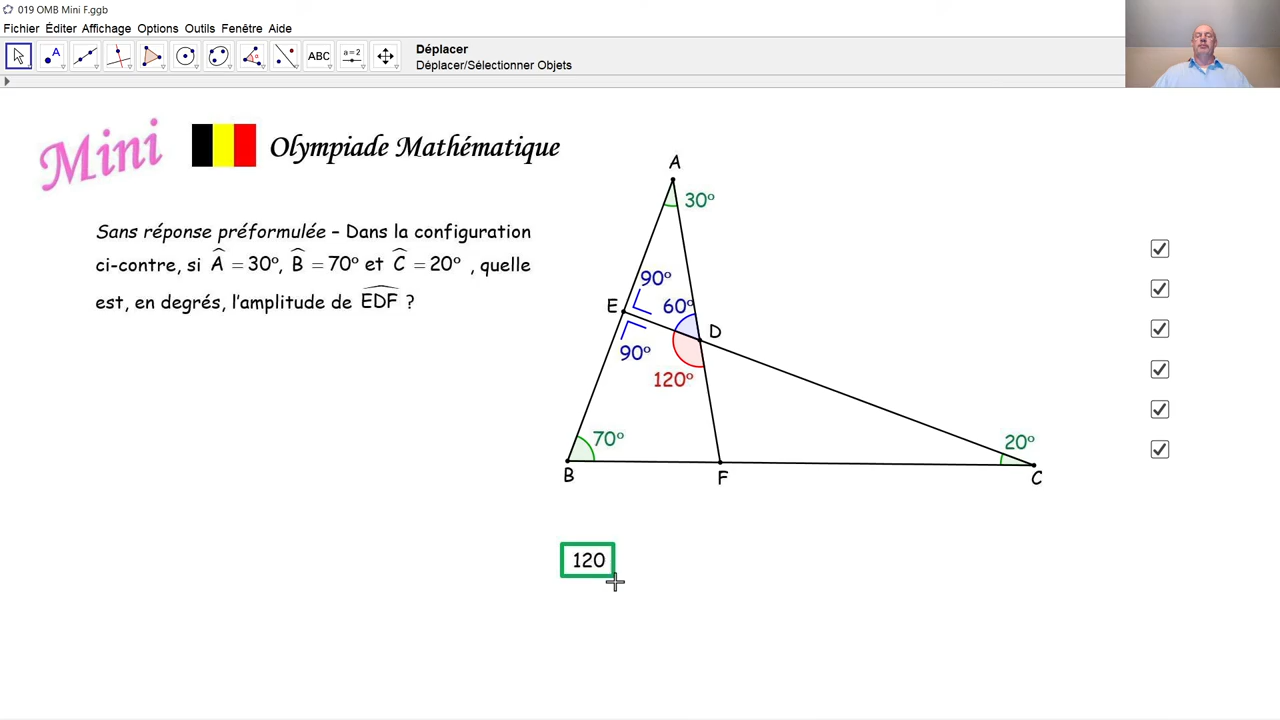 019 OMB Mini F.ggb
Fichier Éditer Affichage Options Outils Fenêtre Aide
A
ABC
a=2
Déplacer
Déplacer/Sélectionner Objets
Mini
Olympiade Mathématique
Sans réponse préformulée – Dans la configuration
ci-contre, si Â = 30°, B̂ = 70° et Ĉ = 20° , quelle
est, en degrés, l’amplitude de EDF ?
A
30°
90°
E
60°
D
90°
120°
70°
20°
B
F
C
120